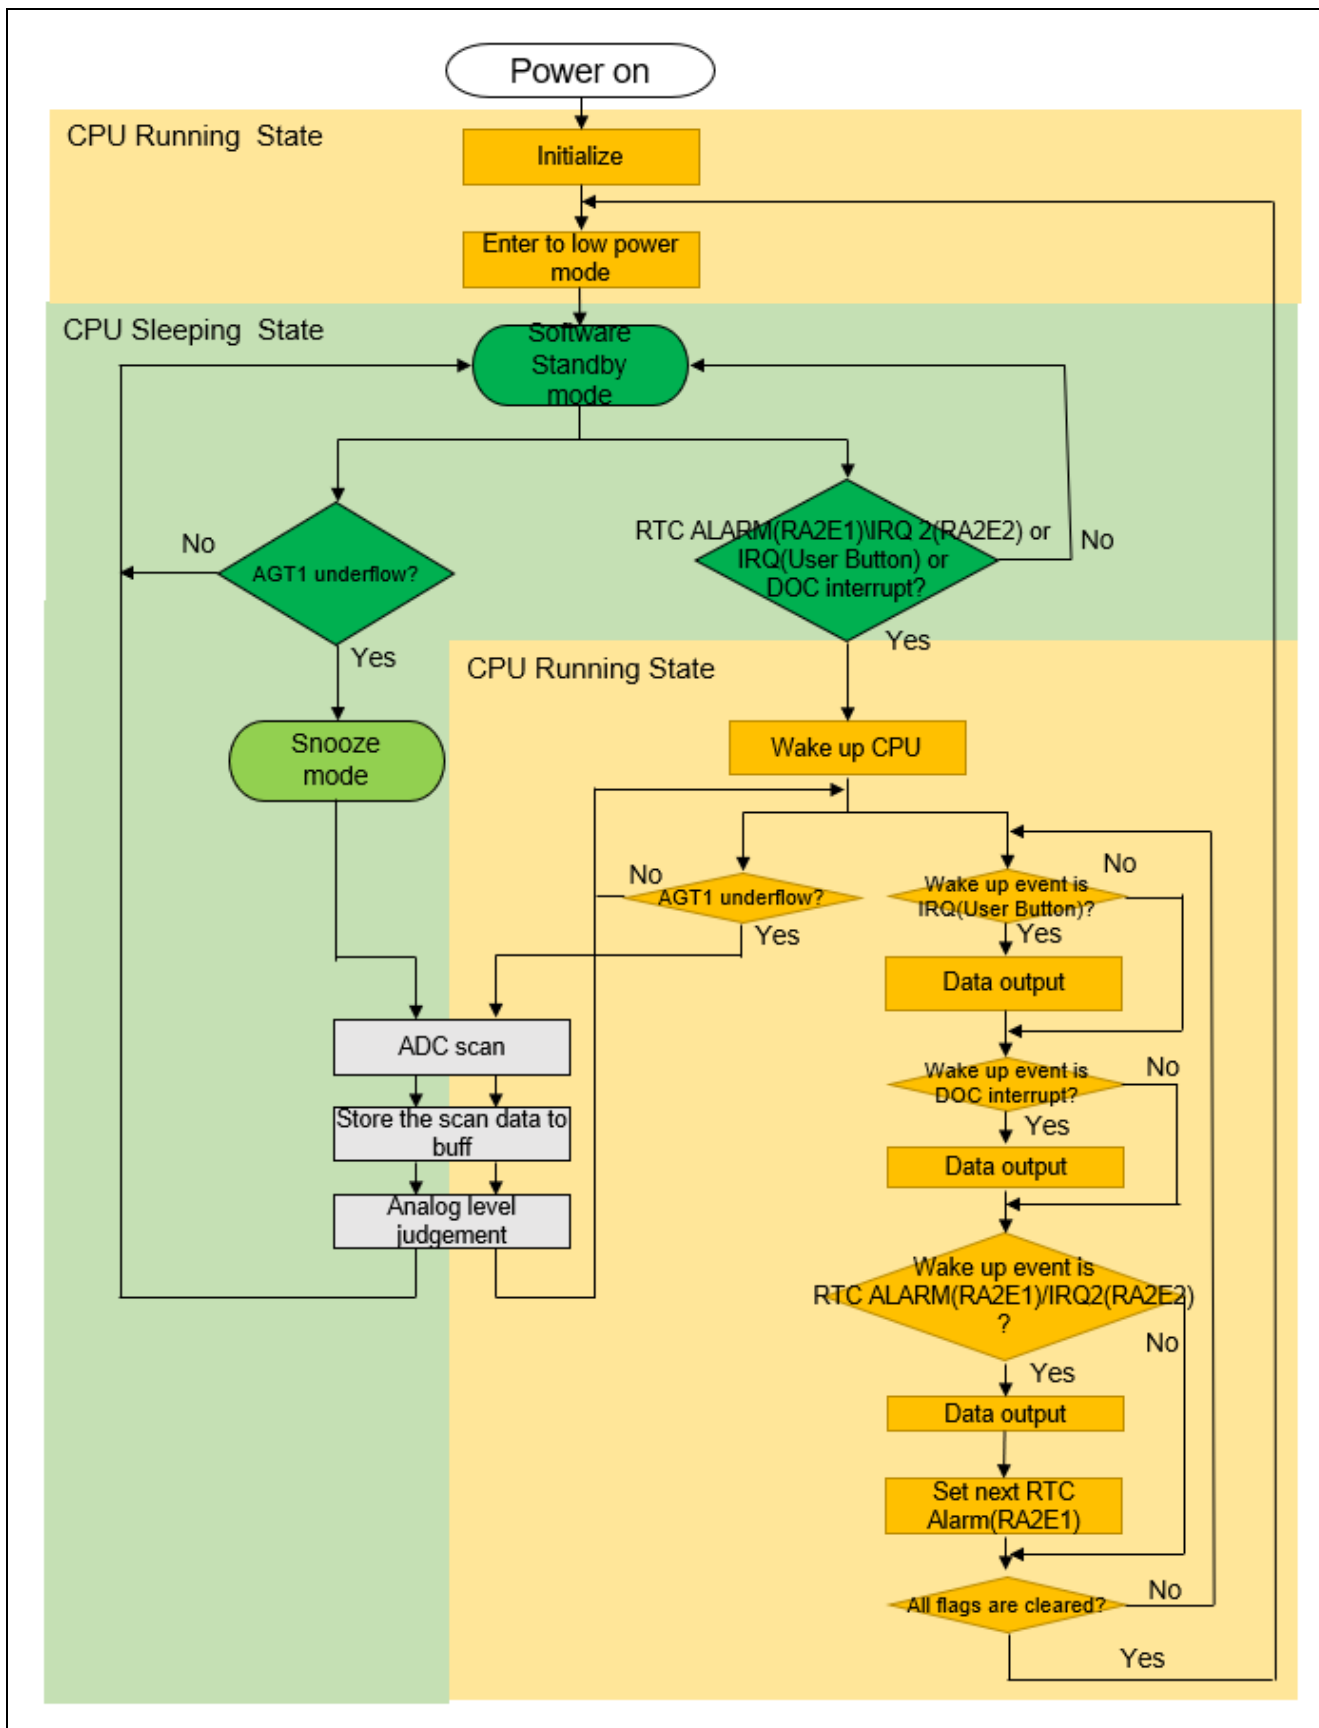 Power on
CPU Running State
Initialize
Enter to low power
mode
CPU Sleeping State
Software
Standby
mode
No
AGT1 underflow?
Yes
RTC ALARM(RA2E1)\IRQ 2(RA2E2) or
IRQ(User Button) or
DOC interrupt?
No
Yes
CPU Running State
Snooze
mode
Wake up CPU
No
AGT1 underflow?
Yes
No
Wake up event is
IRQ(User Button)?
Yes
Data output
ADC scan
Store the scan data to
buff
Analog level
judgement
No
Wake up event is
DOC interrupt?
Yes
Data output
Wake up event is
RTC ALARM(RA2E1)/IRQ2(RA2E2)
?
No
Yes
Data output
Set next RTC
Alarm(RA2E1)
All flags are cleared?
No
Yes